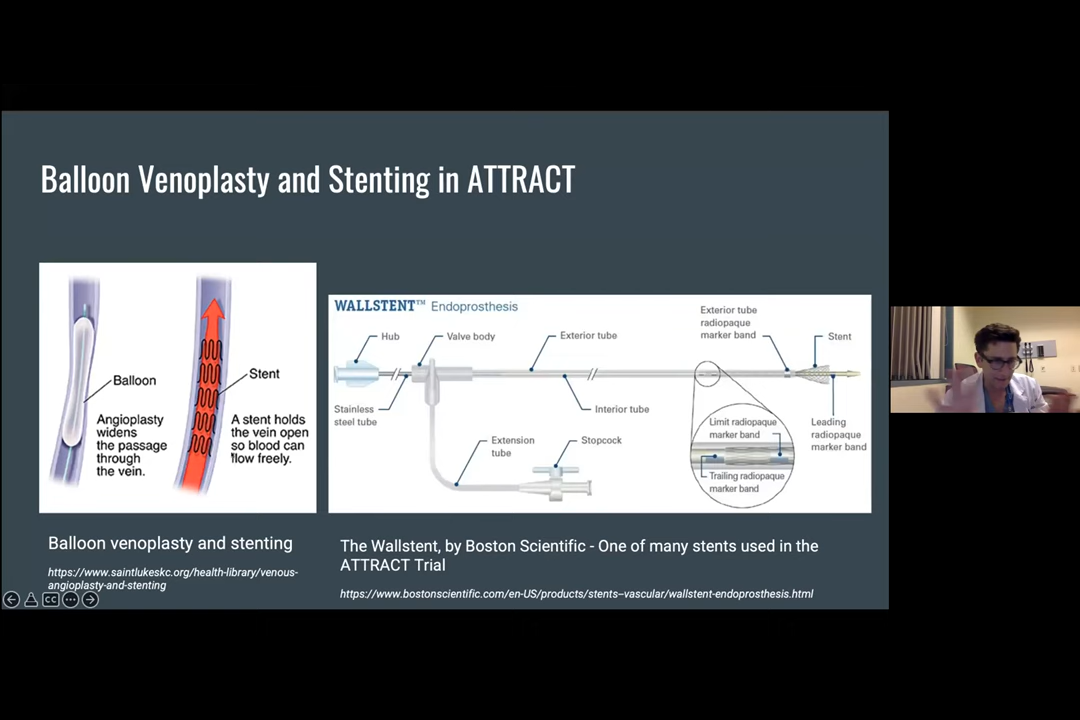 Balloon Venoplasty and Stenting in ATTRACT
Balloon
Angioplasty
widens
the passage
through
the vein.
Stent
A stent holds
the vein open
so blood can
flow freely.
Balloon venoplasty and stenting
https://www.saintlukeskc.org/health-library/venous-
angioplasty-and-stenting
WALLSTENT™ Endoprosthesis
Hub
Valve body
Exterior tube
Exterior tube
radiopaque
marker band
Stent
Stainless
steel tube
Interior tube
Extension
tube
Stopcock
Limit radiopaque
marker band
Trailing radiopaque
marker band
Leading
radiopaque
marker band
The Wallstent, by Boston Scientific - One of many stents used in the
ATTRACT Trial
https://www.bostonscientific.com/en-US/products/stents--vascular/wallstent-endoprosthesis.html
CC